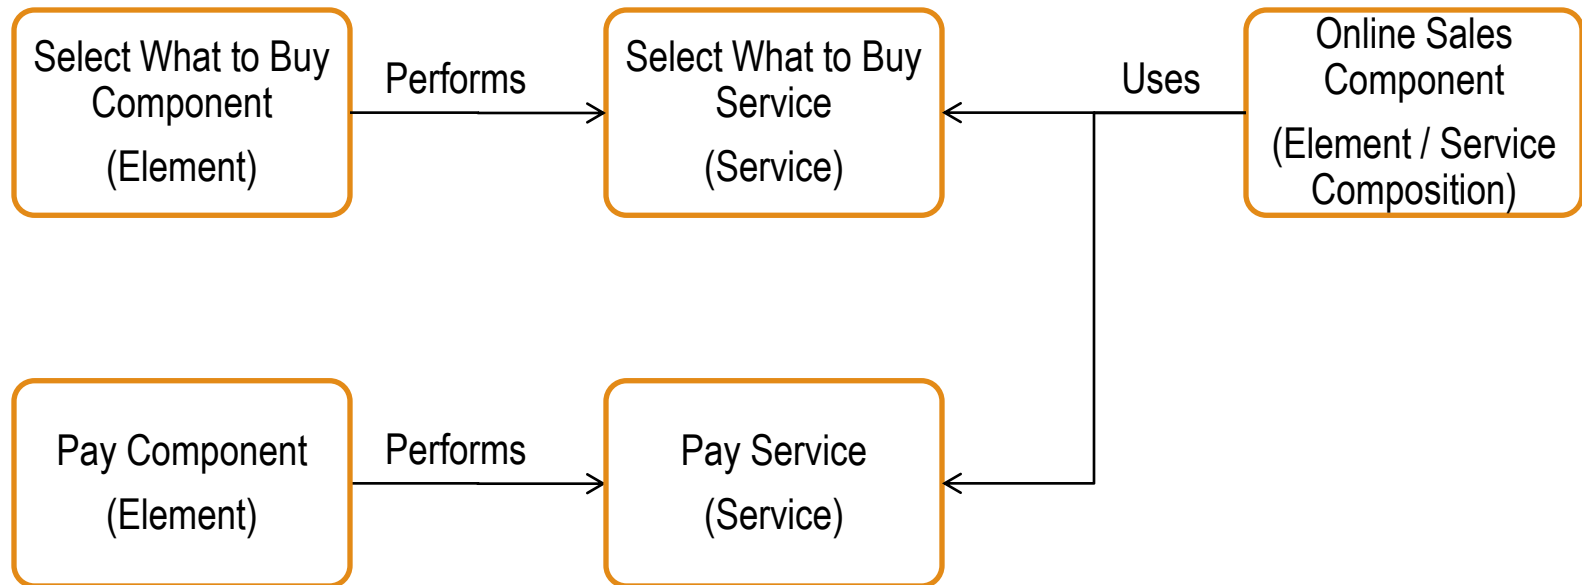 Select What to Buy
Component
(Element)
Performs
Select What to Buy
Service
(Service)
Uses
Online Sales
Component
(Element / Service
Composition)
Pay Component
(Element)
Performs
Pay Service
(Service)